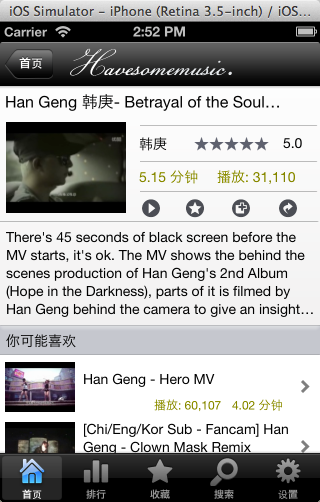 iOS Simulator – iPhone (Retina 3.5-inch) / iOS...
Carrier 2:52 PM
首页 Havesomemusic.
Han Geng 韩庚- Betrayal of the Soul…
韩庚 ★★★★★ 5.0
5.15 分钟 播放: 31,110
There's 45 seconds of black screen before the
MV starts, it's ok. The MV shows the behind the
scenes production of Han Geng's 2nd Album
(Hope in the Darkness), parts of it is filmed by
Han Geng behind the camera to give an insight…
你可能喜欢
Han Geng - Hero MV
播放: 60,107 4.02 分钟
[Chi/Eng/Kor Sub - Fancam] Han
Geng - Clown Mask Remix
首页 排行 收藏 搜索 设置